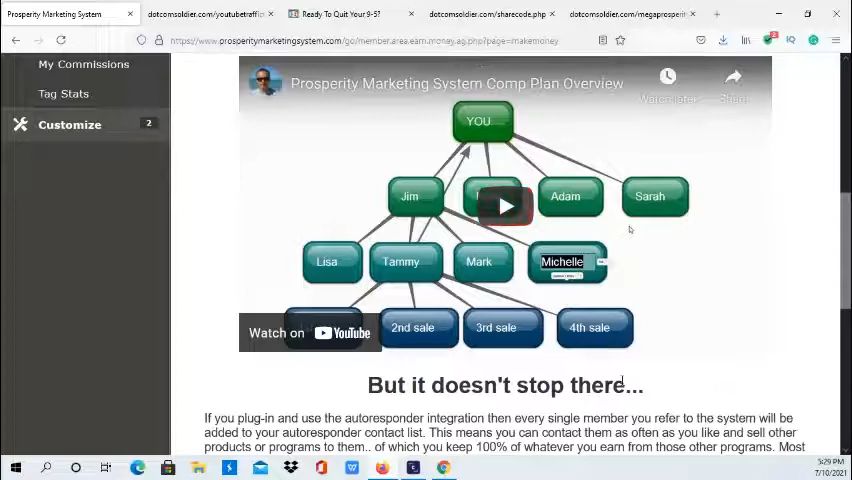 Prosperity Marketing System
dotcomsoldier.com/youtubetraffic
Ready To Quit Your 9-5?
dotcomsoldier.com/sharecode.php
dotcomsoldier.com/megaprosperit
https://www.prosperitymarketingsystem.com/go/member.area.earn.money.ag.php?page=makemoney
My Commissions
Tag Stats
Customize 2
Prosperity Marketing System Comp Plan Overview
Watch later
Share
YOU
Jim
Adam
Sarah
Lisa
Tammy
Mark
Michelle
2nd sale
3rd sale
4th sale
Watch on YouTube
But it doesn't stop there...
If you plug-in and use the autoresponder integration then every single member you refer to the system will be
added to your autoresponder contact list. This means you can contact them as often as you like and sell other
products or programs to them.. of which you keep 100% of whatever you earn from those other programs. Most
5:29 PM
7/10/2021